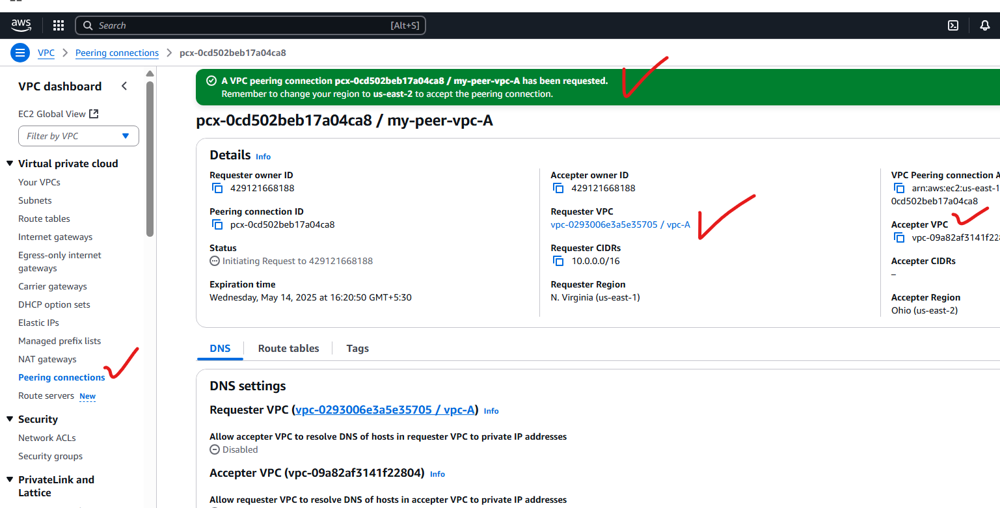 aws
Search [Alt+S]
VPC > Peering connections > pcx-0cd502beb17a04ca8
VPC dashboard
EC2 Global View
Filter by VPC
Virtual private cloud
Your VPCs
Subnets
Route tables
Internet gateways
Egress-only internet
gateways
Carrier gateways
DHCP option sets
Elastic IPs
Managed prefix lists
NAT gateways
Peering connections
Route servers New
Security
Network ACLs
Security groups
PrivateLink and
Lattice
A VPC peering connection pcx-0cd502beb17a04ca8 / my-peer-vpc-A has been requested.
Remember to change your region to us-east-2 to accept the peering connection.
pcx-0cd502beb17a04ca8 / my-peer-vpc-A
Details Info
Requester owner ID
429121668188
Peering connection ID
pcx-0cd502beb17a04ca8
Status
Initiating Request to 429121668188
Expiration time
Wednesday, May 14, 2025 at 16:20:50 GMT+5:30
Accepter owner ID
429121668188
Requester VPC
vpc-0293006e3a5e35705 / vpc-A
Requester CIDRs
10.0.0.0/16
Requester Region
N. Virginia (us-east-1)
VPC Peering connection A
arn:aws:ec2:us-east-1
0cd502beb17a04ca8
Accepter VPC
vpc-09a82af3141f228
Accepter CIDRs
–
Accepter Region
Ohio (us-east-2)
DNS Route tables Tags
DNS settings
Requester VPC (vpc-0293006e3a5e35705 / vpc-A) Info
Allow accepter VPC to resolve DNS of hosts in requester VPC to private IP addresses
Disabled
Accepter VPC (vpc-09a82af3141f22804) Info
Allow requester VPC to resolve DNS of hosts in accepter VPC to private IP addresses